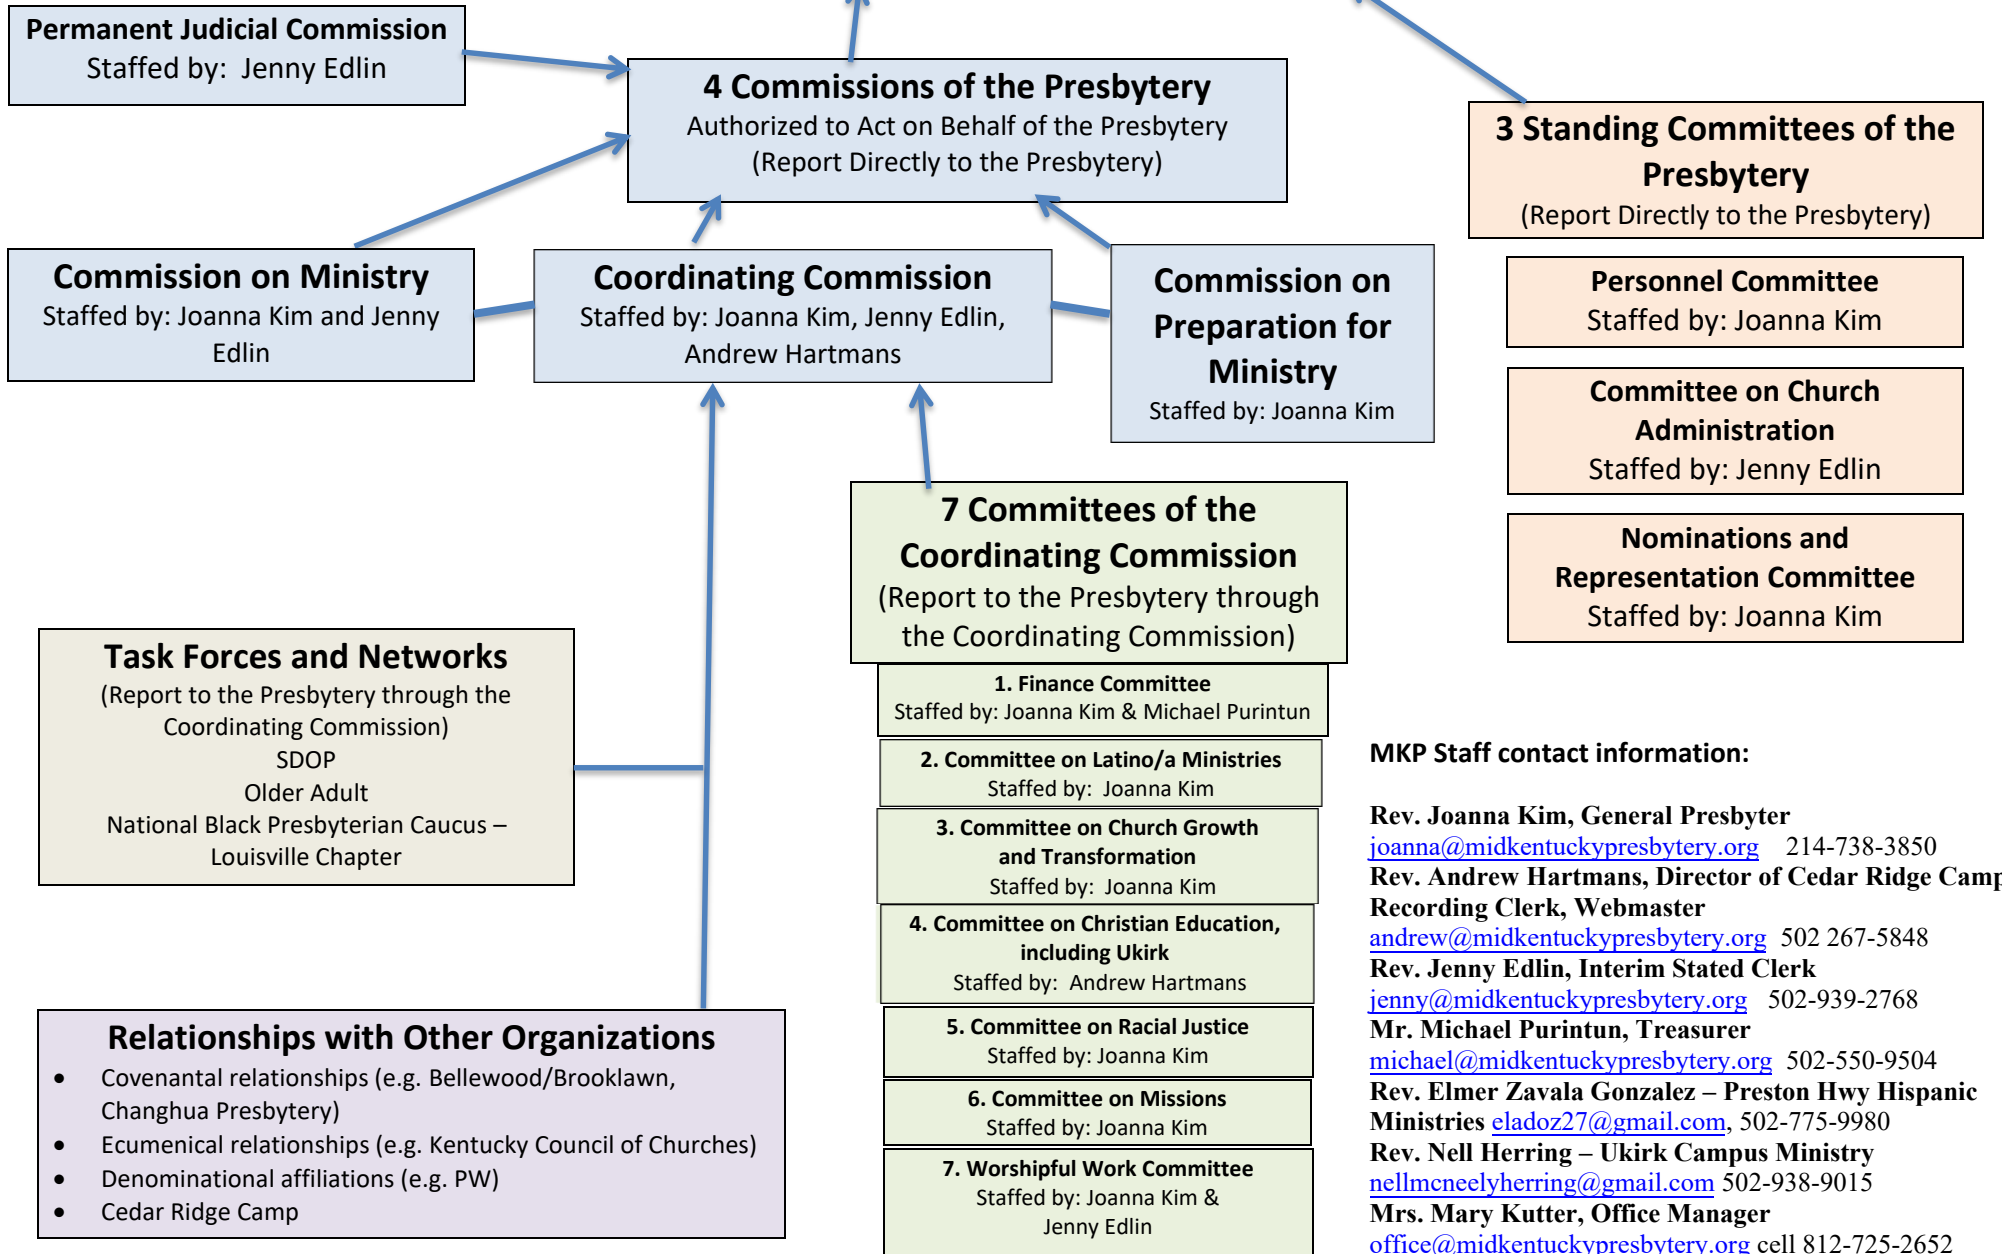 Permanent Judicial Commission
Staffed by: Jenny Edlin
4 Commissions of the Presbytery
Authorized to Act on Behalf of the Presbytery
(Report Directly to the Presbytery)
3 Standing Committees of the
Presbytery
(Report Directly to the Presbytery)
Commission on Ministry
Staffed by: Joanna Kim and Jenny
Edlin
Coordinating Commission
Staffed by: Joanna Kim, Jenny Edlin,
Andrew Hartmans
Commission on
Preparation for
Ministry
Staffed by: Joanna Kim
Personnel Committee
Staffed by: Joanna Kim
Committee on Church
Administration
Staffed by: Jenny Edlin
Nominations and
Representation Committee
Staffed by: Joanna Kim
7 Committees of the
Coordinating Commission
(Report to the Presbytery through
the Coordinating Commission)
1. Finance Committee
Staffed by: Joanna Kim & Michael Purintun
2. Committee on Latino/a Ministries
Staffed by: Joanna Kim
3. Committee on Church Growth
and Transformation
Staffed by: Joanna Kim
4. Committee on Christian Education,
including Ukirk
Staffed by: Andrew Hartmans
5. Committee on Racial Justice
Staffed by: Joanna Kim
6. Committee on Missions
Staffed by: Joanna Kim
7. Worshipful Work Committee
Staffed by: Joanna Kim &
Jenny Edlin
Task Forces and Networks
(Report to the Presbytery through the
Coordinating Commission)
SDOP
Older Adult
National Black Presbyterian Caucus –
Louisville Chapter
Relationships with Other Organizations
• Covenantal relationships (e.g. Bellewood/Brooklawn,
Changhua Presbytery)
• Ecumenical relationships (e.g. Kentucky Council of Churches)
• Denominational affiliations (e.g. PW)
• Cedar Ridge Camp
MKP Staff contact information:
Rev. Joanna Kim, General Presbyter
joanna@midkentuckypresbytery.org 214-738-3850
Rev. Andrew Hartmans, Director of Cedar Ridge Camp
Recording Clerk, Webmaster
andrew@midkentuckypresbytery.org 502 267-5848
Rev. Jenny Edlin, Interim Stated Clerk
jenny@midkentuckypresbytery.org 502-939-2768
Mr. Michael Purintun, Treasurer
michael@midkentuckypresbytery.org 502-550-9504
Rev. Elmer Zavala Gonzalez – Preston Hwy Hispanic
Ministries eladoz27@gmail.com, 502-775-9980
Rev. Nell Herring – Ukirk Campus Ministry
nellmcneelyherring@gmail.com 502-938-9015
Mrs. Mary Kutter, Office Manager
office@midkentuckypresbytery.org cell 812-725-2652